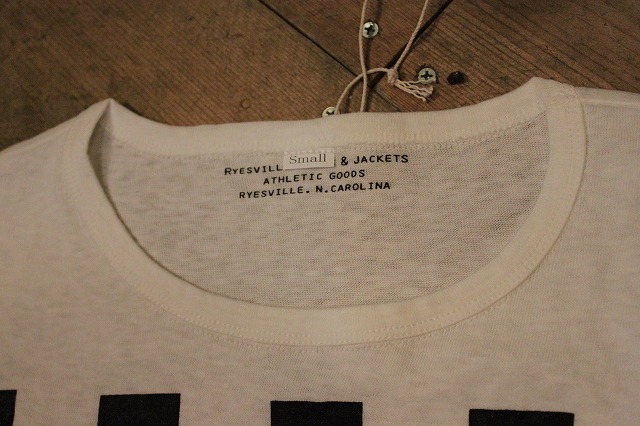 RYESVILL Small & JACKETS
ATHLETIC GOODS
RYESVILLE. N.CAROLINA